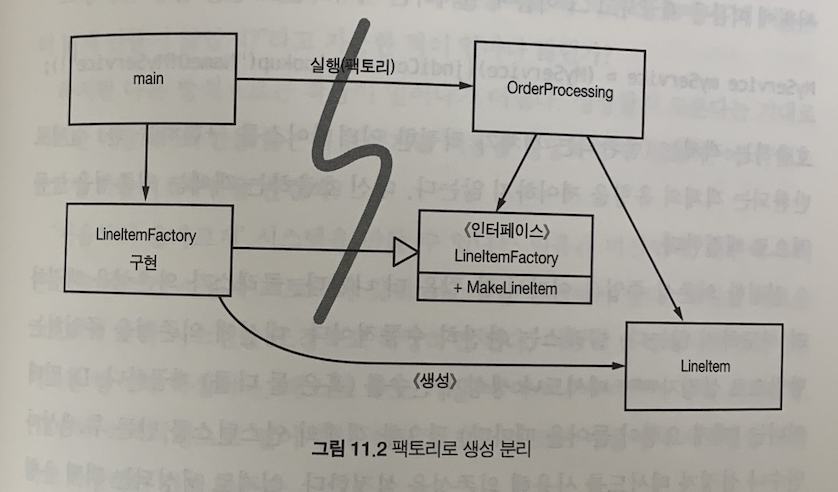 main
실행(팩토리)
OrderProcessing
LineItemFactory
구현
《인터페이스》
LineItemFactory
+ MakeLineItem
LineItem
《생성》
그림 11.2 팩토리로 생성 분리